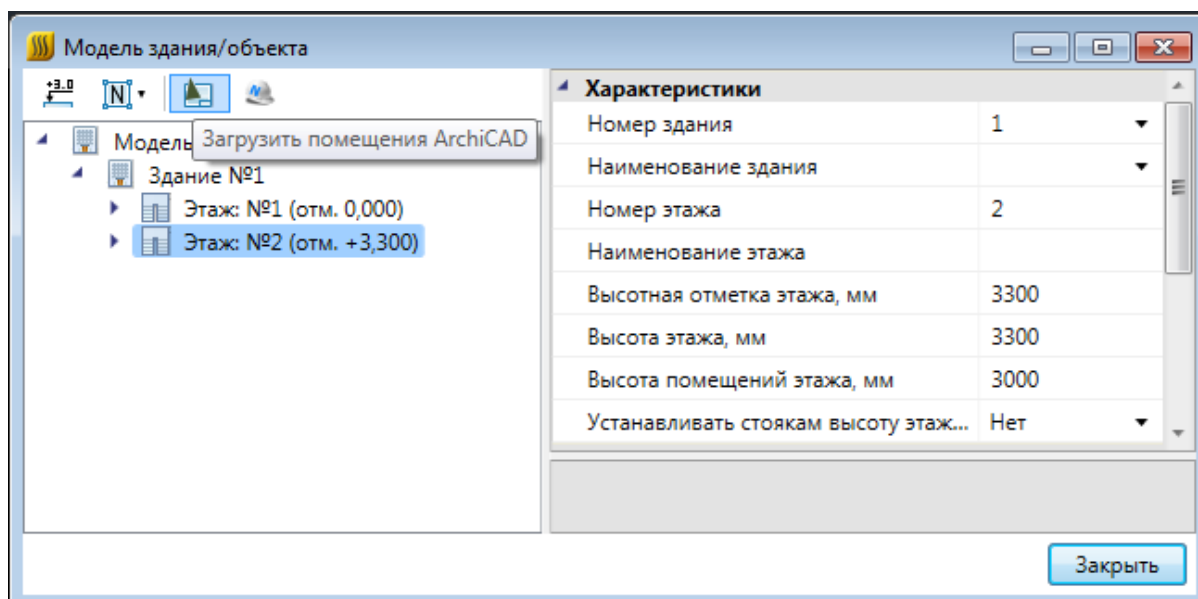 Модель здания/объекта
+3.0
N
Загрузить помещения ArchiCAD
Модель
Здание №1
Этаж: №1 (отм. 0,000)
Этаж: №2 (отм. +3,300)
Характеристики
Номер здания 1
Наименование здания
Номер этажа 2
Наименование этажа
Высотная отметка этажа, мм 3300
Высота этажа, мм 3300
Высота помещений этажа, мм 3000
Устанавливать стоякам высоту этаж... Нет
Закрыть